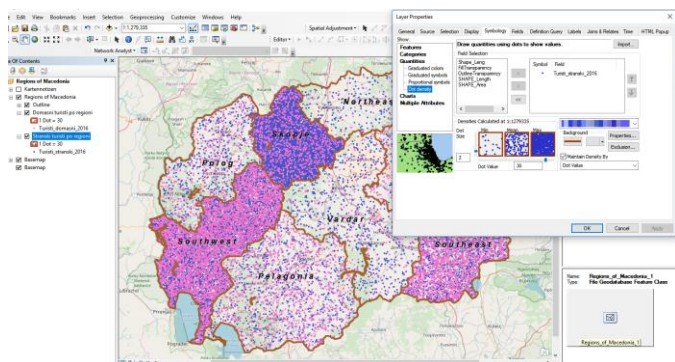 Edit View Bookmarks Insert Selection Geoprocessing Customize Windows Help
1:1,279,335
Spatial Adjustment
Editor
Network Analyst
Of Contents
Regions of Macedonia
Kartennotizen
Regions of Macedonia
Outline
Domasni turisti po regioni
1 Dot = 30
Turisti_domasni_2016
Stranski turisti po regioni
1 Dot = 30
Turisti_stranski_2016
Basemap
Basemap
Northeast
Skopje
Polog
Vardar
Southwest
Southeast
Pelagonia
Layer Properties
General Source Selection Display Symbology Fields Definition Query Labels Joins & Relates Time HTML Popup
Show:
Features
Categories
Quantities
Graduated colors
Graduated symbols
Proportional symbols
Dot density
Charts
Multiple Attributes
Draw quantities using dots to show values.
Import...
Field Selection
Shape_Leng
FillTransparency
OutlineTransparency
SHAPE_Length
SHAPE_Area
Symbol Field
Turisti_stranski_2016
Densities Calculated at 1:1279335
Dot Size:
2
Min Mean Max
Dot Value: 30
Background
Properties...
Exclusion...
Maintain Density By
Dot Value
OK Cancel Apply
Name: Regions_of_Macedonia_1
Type: File Geodatabase Feature Class
Regions_of_Macedonia_1